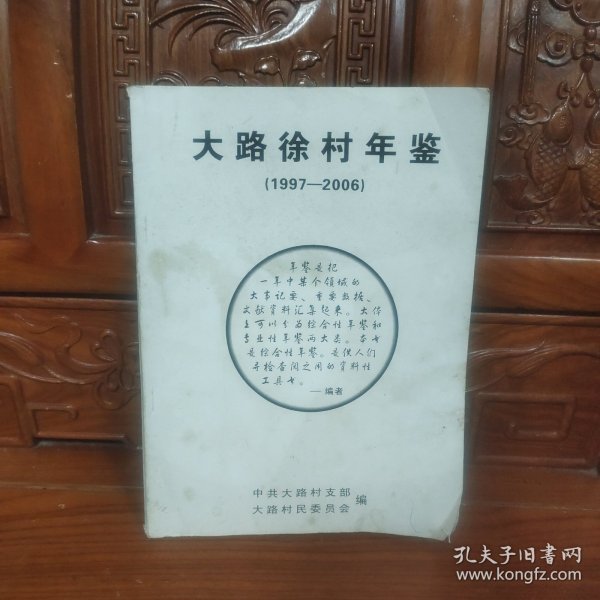 大路徐村年鉴
(1997—2006)
年鉴是把
一年中某个领域的
大事记要、重要数据、
文献资料汇集起来。大体
上可以分为综合性年鉴和
专业性年鉴两大类。本书
是综合性年鉴。是供人们
寻检查阅之用的资料性
工具书。
——编者
中共大路村支部
大路村民委员会
编
孔夫子旧书网
www.kongfz.com